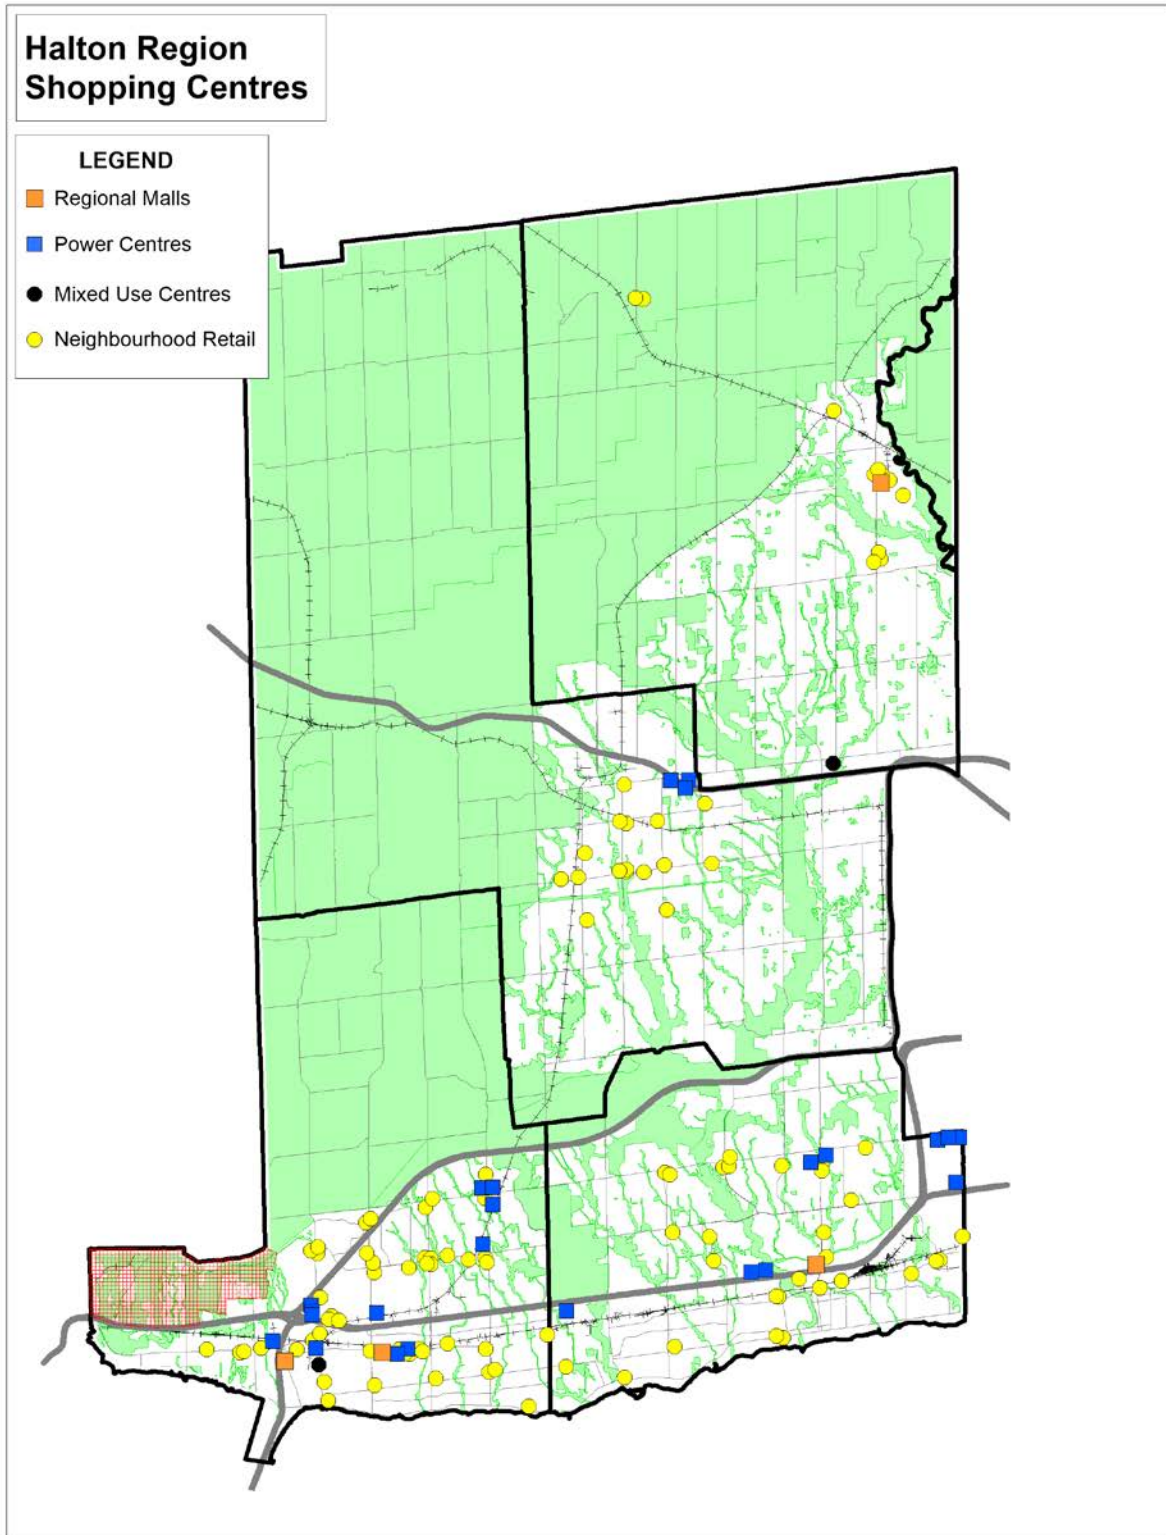 Halton Region
Shopping Centres
LEGEND
Regional Malls
Power Centres
Mixed Use Centres
Neighbourhood Retail